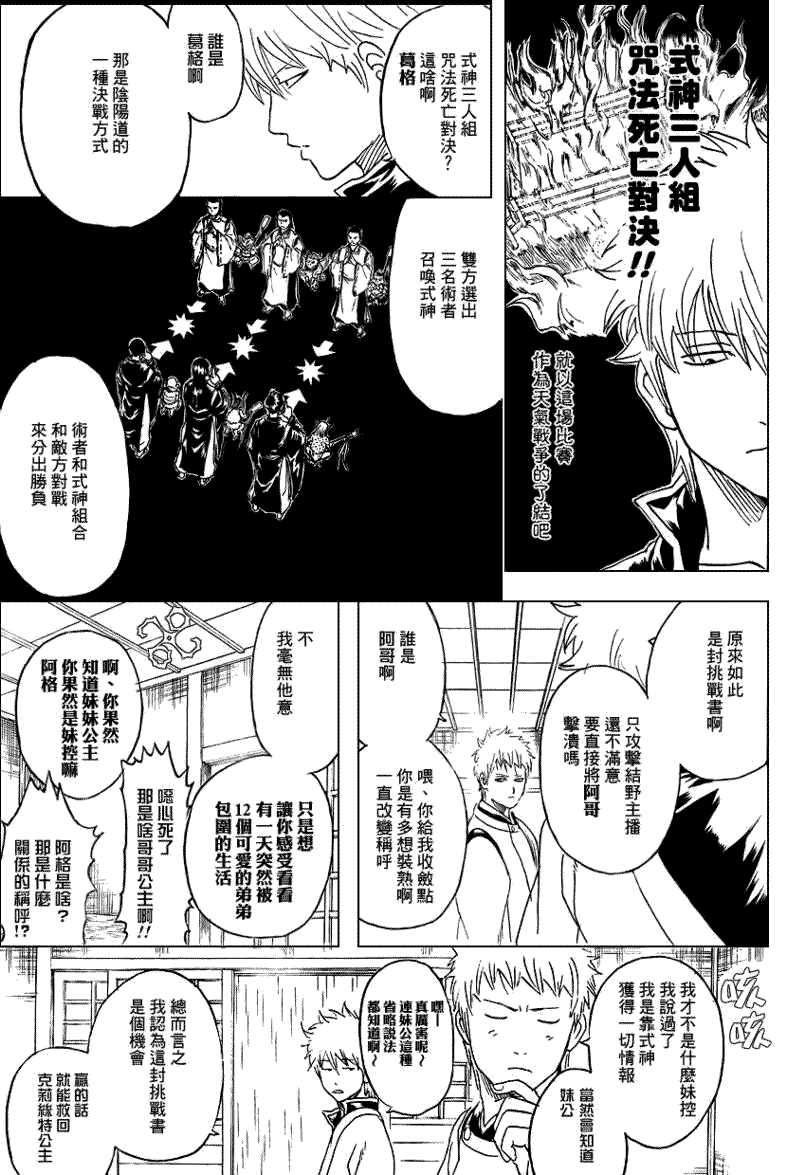 式神三人組
咒法死亡對決!!
就以這場比賽
作為天氣戰爭的了結吧
式神三人組
咒法死亡對決?
這啥啊
葛格
誰是
葛格啊
那是陰陽道的
一種決戰方式
雙方選出
三名術者
召喚式神
術者和式神組合
和敵方對戰
來分出勝負
原來如此
是封挑戰書啊
只攻擊結野主播
還不滿意
要直接將阿哥
擊潰嗎
誰是
阿哥啊
喂、你給我收斂點
你是有多想裝熟啊
一直改變稱呼
不
我毫無他意
只是想
讓你感受看看
有一天突然被
12個可愛的弟弟
包圍的生活
噁心死了
那是啥哥哥公主啊!!
啊、你果然
知道妹妹公主
你果然是妹控嘛
阿格
阿格是啥?
那是什麼
關係的稱呼!?
咳
咳
我才不是什麼妹控
我說過了
我是靠式神
獲得一切情報
當然會知道
妹公
嘿—
真厲害呢~
連妹公這種
省略說法
都知道啊~
總而言之
我認為這封挑戰書
是個機會
贏的話
就能救回
克莉絲特公主